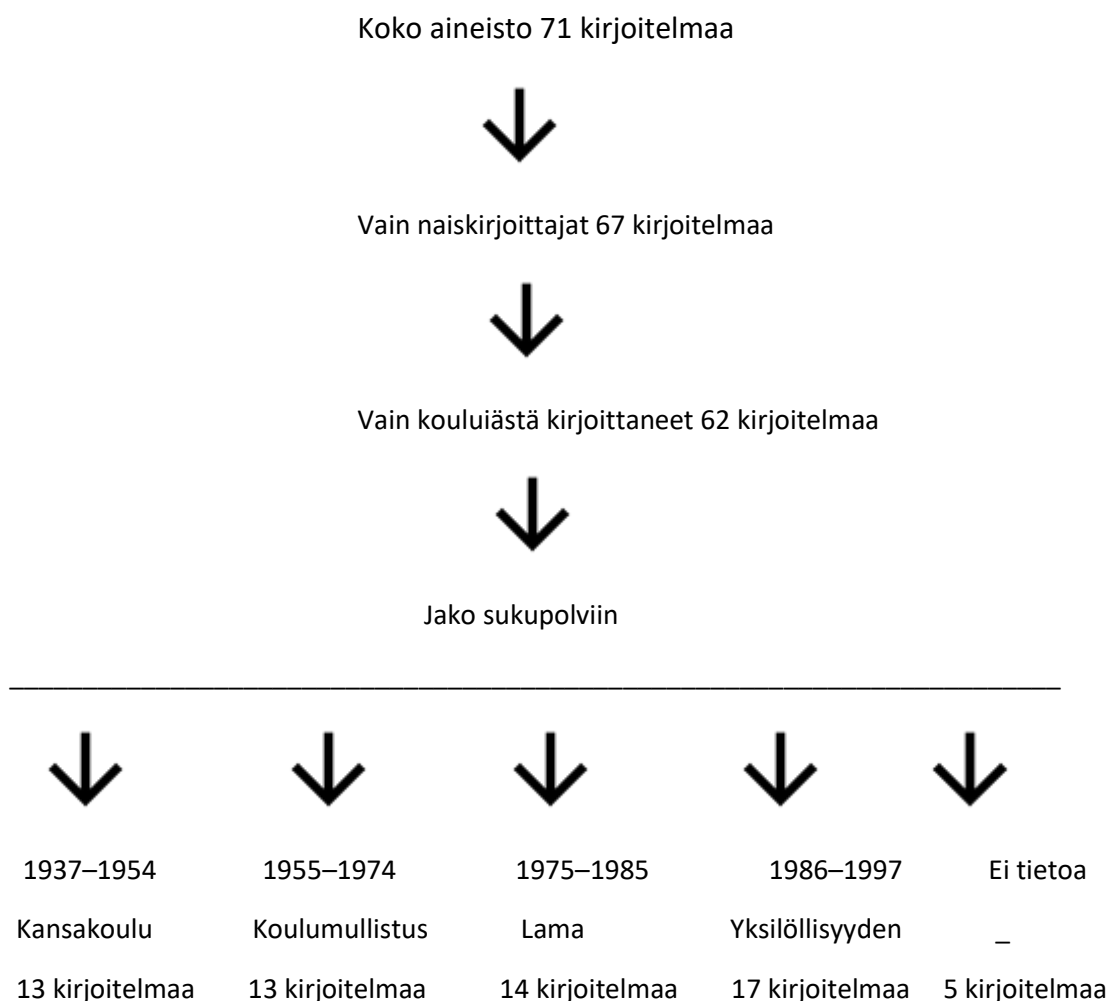 Koko aineisto 71 kirjoitelmaa
Vain naiskirjoittajat 67 kirjoitelmaa
Vain kouluiästä kirjoittaneet 62 kirjoitelmaa
Jako sukupolviin
1937–1954 1955–1974 1975–1985 1986–1997 Ei tietoa
Kansakoulu Koulumullistus Lama Yksilöllisyyden _
13 kirjoitelmaa 13 kirjoitelmaa 14 kirjoitelmaa 17 kirjoitelmaa 5 kirjoitelmaa